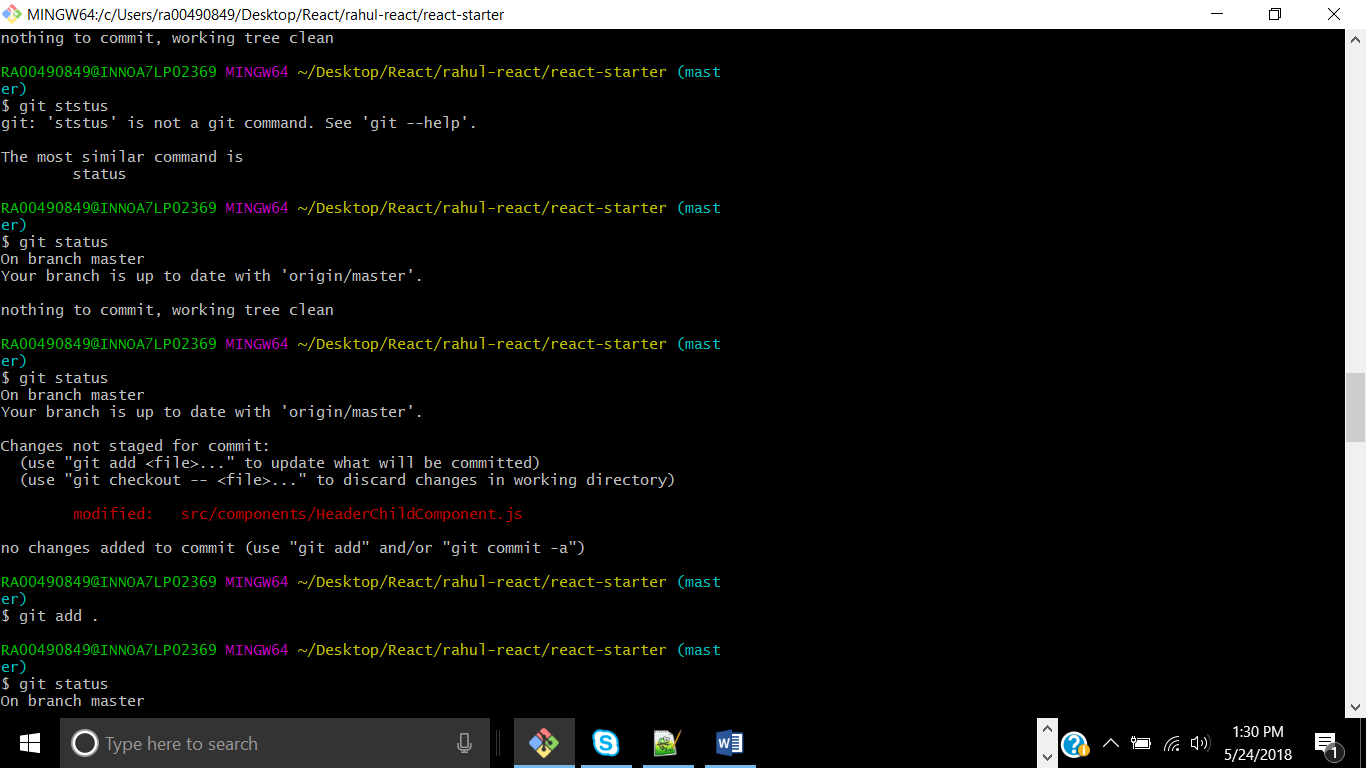 MINGW64:/c/Users/ra00490849/Desktop/React/rahul-react/react-starter
nothing to commit, working tree clean
RA00490849@INNOA7LP02369 MINGW64 ~/Desktop/React/rahul-react/react-starter (mast
er)
$ git ststus
git: 'ststus' is not a git command. See 'git --help'.
The most similar command is
status
RA00490849@INNOA7LP02369 MINGW64 ~/Desktop/React/rahul-react/react-starter (mast
er)
$ git status
On branch master
Your branch is up to date with 'origin/master'.
nothing to commit, working tree clean
RA00490849@INNOA7LP02369 MINGW64 ~/Desktop/React/rahul-react/react-starter (mast
er)
$ git status
On branch master
Your branch is up to date with 'origin/master'.
Changes not staged for commit:
(use "git add <file>..." to update what will be committed)
(use "git checkout -- <file>..." to discard changes in working directory)
modified:   src/components/HeaderChildComponent.js
no changes added to commit (use "git add" and/or "git commit -a")
RA00490849@INNOA7LP02369 MINGW64 ~/Desktop/React/rahul-react/react-starter (mast
er)
$ git add .
RA00490849@INNOA7LP02369 MINGW64 ~/Desktop/React/rahul-react/react-starter (mast
er)
$ git status
On branch master
Type here to search
1:30 PM
5/24/2018
1